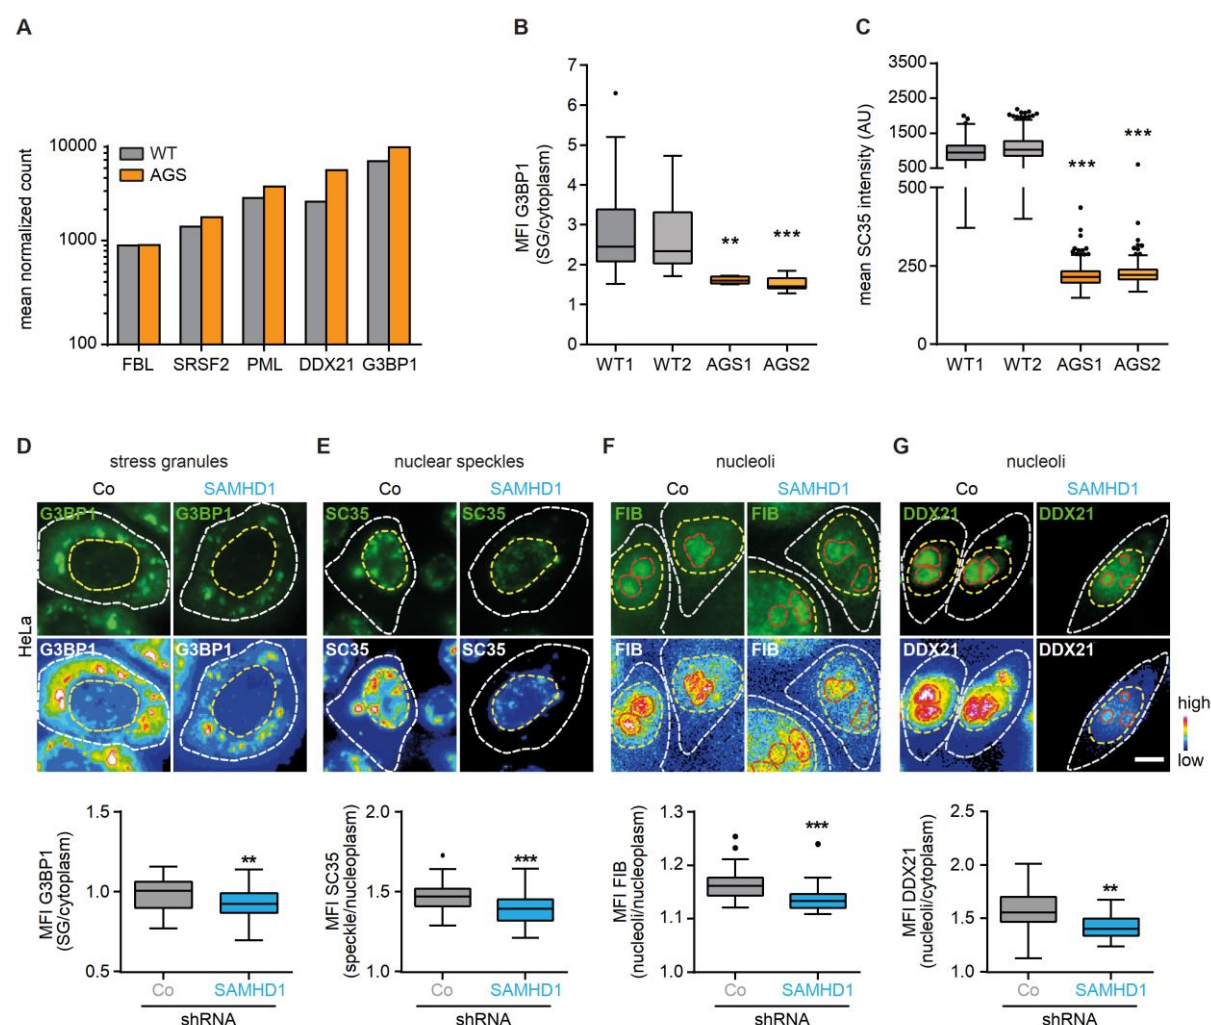 A
B
C
mean normalized count
10000
1000
100
WT
AGS
FBL SRSF2 PML DDX21 G3BP1
MFI G3BP1
(SG/cytoplasm)
7
6
5
4
3
2
1
0
** ***
WT1 WT2 AGS1 AGS2
mean SC35 intensity (AU)
3500
2500
1500
500
500
250
0
*** ***
WT1 WT2 AGS1 AGS2
D
stress granules
Co SAMHD1
HeLa
G3BP1 G3BP1
G3BP1 G3BP1
MFI G3BP1
(SG/cytoplasm)
1.5
1.0
0.5
**
Co SAMHD1
shRNA
E
nuclear speckles
Co SAMHD1
SC35 SC35
SC35 SC35
MFI SC35
(speckle/nucleoplasm)
2.0
1.5
1.0
***
Co SAMHD1
shRNA
F
nucleoli
Co SAMHD1
FIB FIB
FIB FIB
MFI FIB
(nucleoli/nucleoplasm)
1.3
1.2
1.1
1.0
***
Co SAMHD1
shRNA
G
nucleoli
Co SAMHD1
DDX21 DDX21
DDX21 DDX21
high
low
MFI DDX21
(nucleoli/cytoplasm)
2.5
2.0
1.5
1.0
**
Co SAMHD1
shRNA